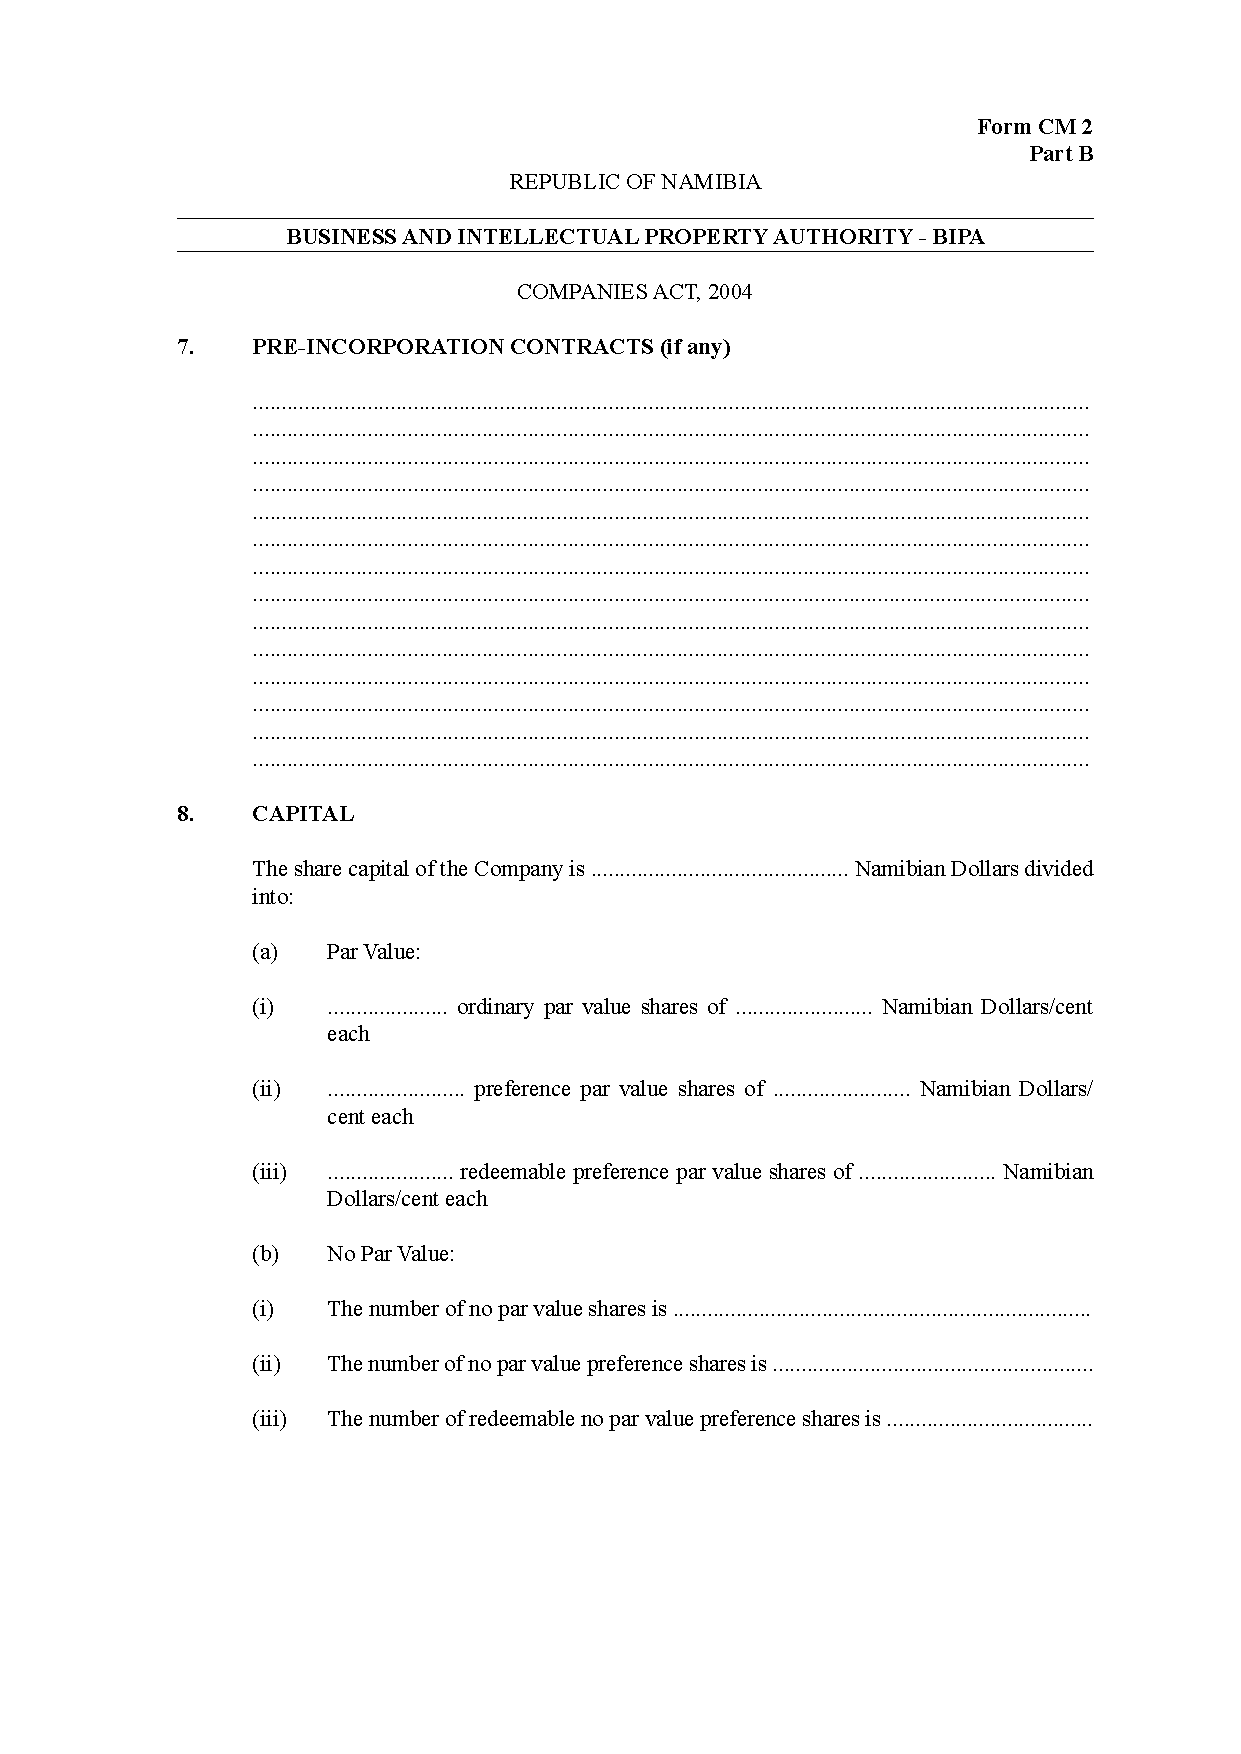 Form CM 2
Part B
REPUBLIC OF NAMIBIA
BUSINESS AND INTELLECTUAL PROPERTY AUTHORITY - BIPA
COMPANIES ACT, 2004
7. PRE-INCORPORATION CONTRACTS (if any)
..................................................................................................................................................
..................................................................................................................................................
..................................................................................................................................................
..................................................................................................................................................
..................................................................................................................................................
..................................................................................................................................................
..................................................................................................................................................
..................................................................................................................................................
..................................................................................................................................................
..................................................................................................................................................
..................................................................................................................................................
..................................................................................................................................................
..................................................................................................................................................
..................................................................................................................................................
8. CAPITAL
The share capital of the Company is ............................................. Namibian Dollars divided
into:
(a) Par Value:
(i) ..................... ordinary par value shares of ........................ Namibian Dollars/cent
each
(ii) ........................ preference par value shares of ........................ Namibian Dollars/
cent each
(iii) ...................... redeemable preference par value shares of ........................ Namibian
Dollars/cent each
(b) No Par Value:
(i) The number of no par value shares is .........................................................................
(ii) The number of no par value preference shares is ........................................................
(iii) The number of redeemable no par value preference shares is ....................................